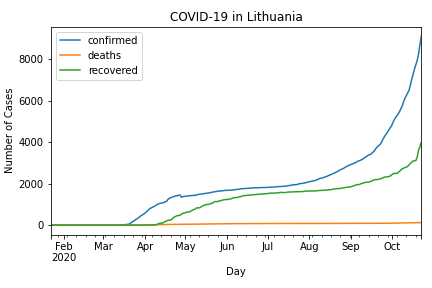 COVID-19 in Lithuania
confirmed
deaths
recovered
Number of Cases
8000
6000
4000
2000
0
Feb Mar Apr May Jun Jul Aug Sep Oct
2020
Day